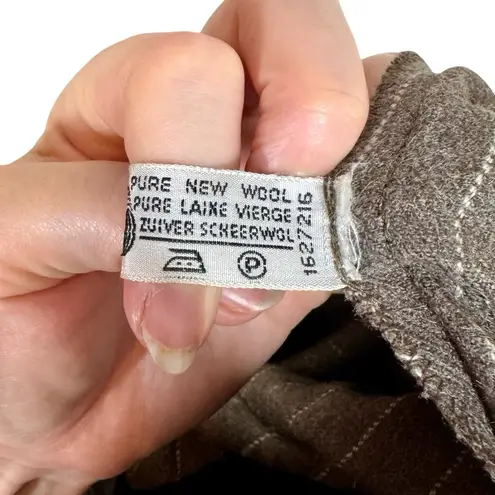 PURE NEW WOOL
PURE LAINE VIERGE
ZUIVER SCHEERWOL
P
1627216